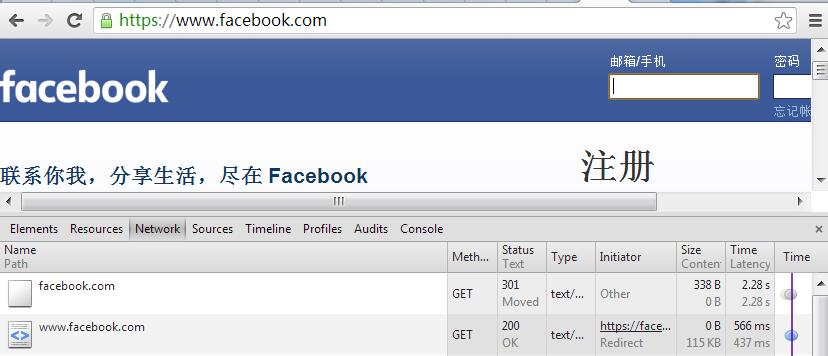 https://www.facebook.com
邮箱/手机 密码
facebook
忘记帐
注册
联系你我，分享生活，尽在 Facebook
Elements Resources Network Sources Timeline Profiles Audits Console
Name Meth... Status Type Initiator Size Time Time
Path Text Conten Latency
facebook.com GET 301 text/... Other 338 B 2.28 s
Moved 0 B 2.28 s
www.facebook.com GET 200 text/... https://face... 0 B 566 ms
OK Redirect 115 KB 437 ms